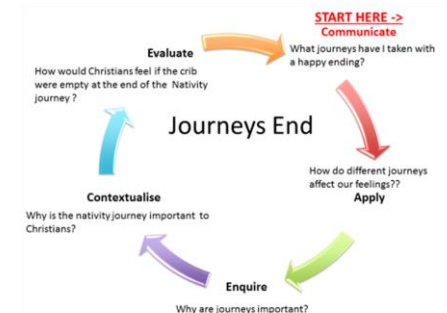 START HERE ->
Communicate
What journeys have I taken with
a happy ending?
How do different journeys
affect our feelings??
Apply
Enquire
Why are journeys important?
Contextualise
Why is the nativity journey important to
Christians?
Evaluate
How would Christians feel if the crib
were empty at the end of the Nativity
journey ?
Journeys End